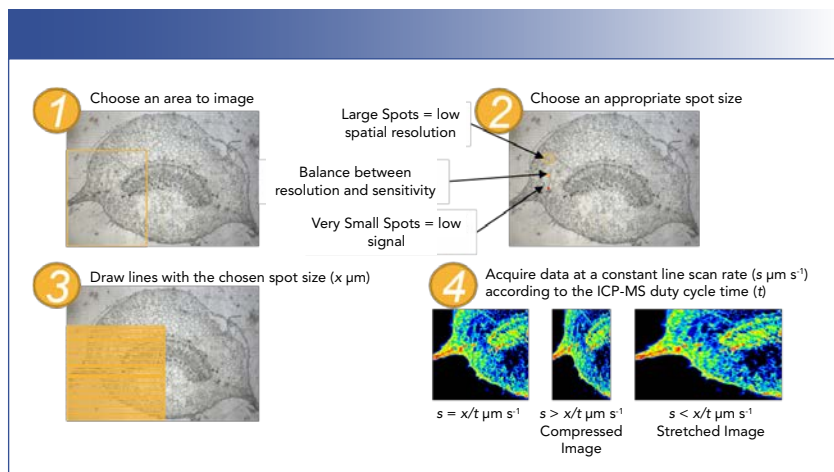 1
Choose an area to image
2
Choose an appropriate spot size
Large Spots = low
spatial resolution
Balance between
resolution and sensitivity
Very Small Spots = low
signal
3
Draw lines with the chosen spot size (x µm)
4
Acquire data at a constant line scan rate (s µm s⁻¹)
according to the ICP-MS duty cycle time (t)
s = x/t µm s⁻¹
s > x/t µm s⁻¹
Compressed
Image
s < x/t µm s⁻¹
Stretched Image